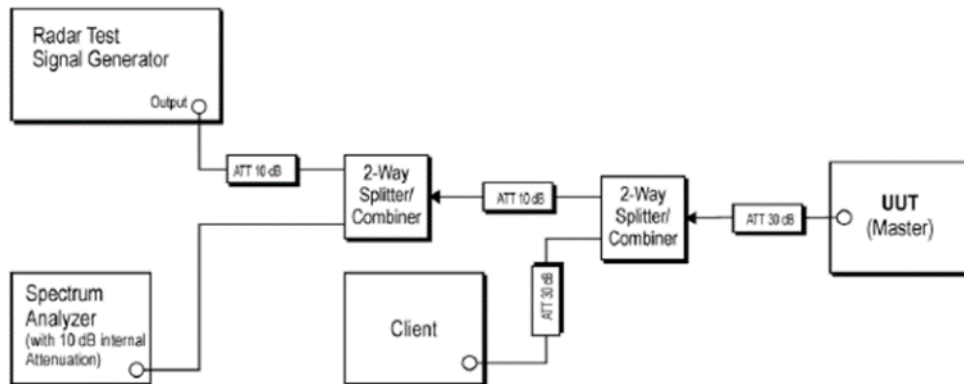 Radar Test
Signal Generator
Output
ATT 10 dB
2-Way
Splitter/
Combiner
ATT 10 dB
2-Way
Splitter/
Combiner
ATT 30 dB
UUT
(Master)
Spectrum
Analyzer
(with 10 dB internal
Attenuation)
Client
ATT 30 dB